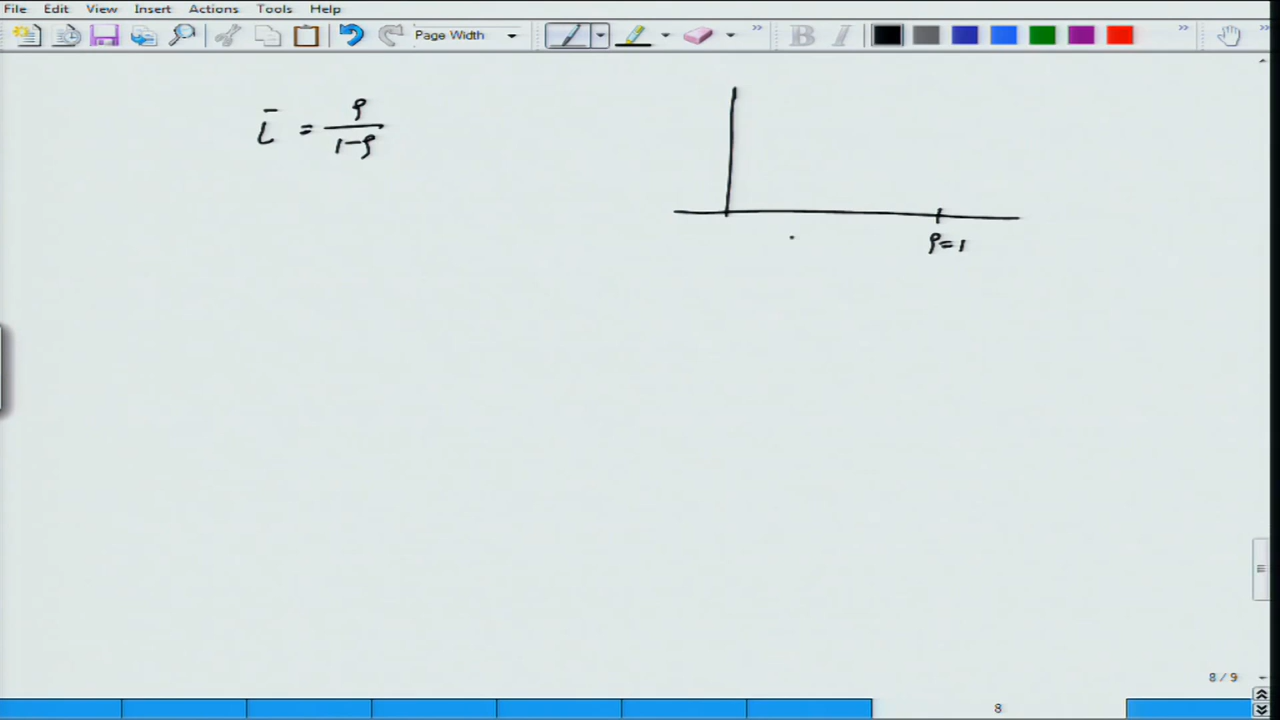 File Edit View Insert Actions Tools Help
Page Width B I
i̅ = ρ / 1-ρ
ρ=1
8 / 9
8